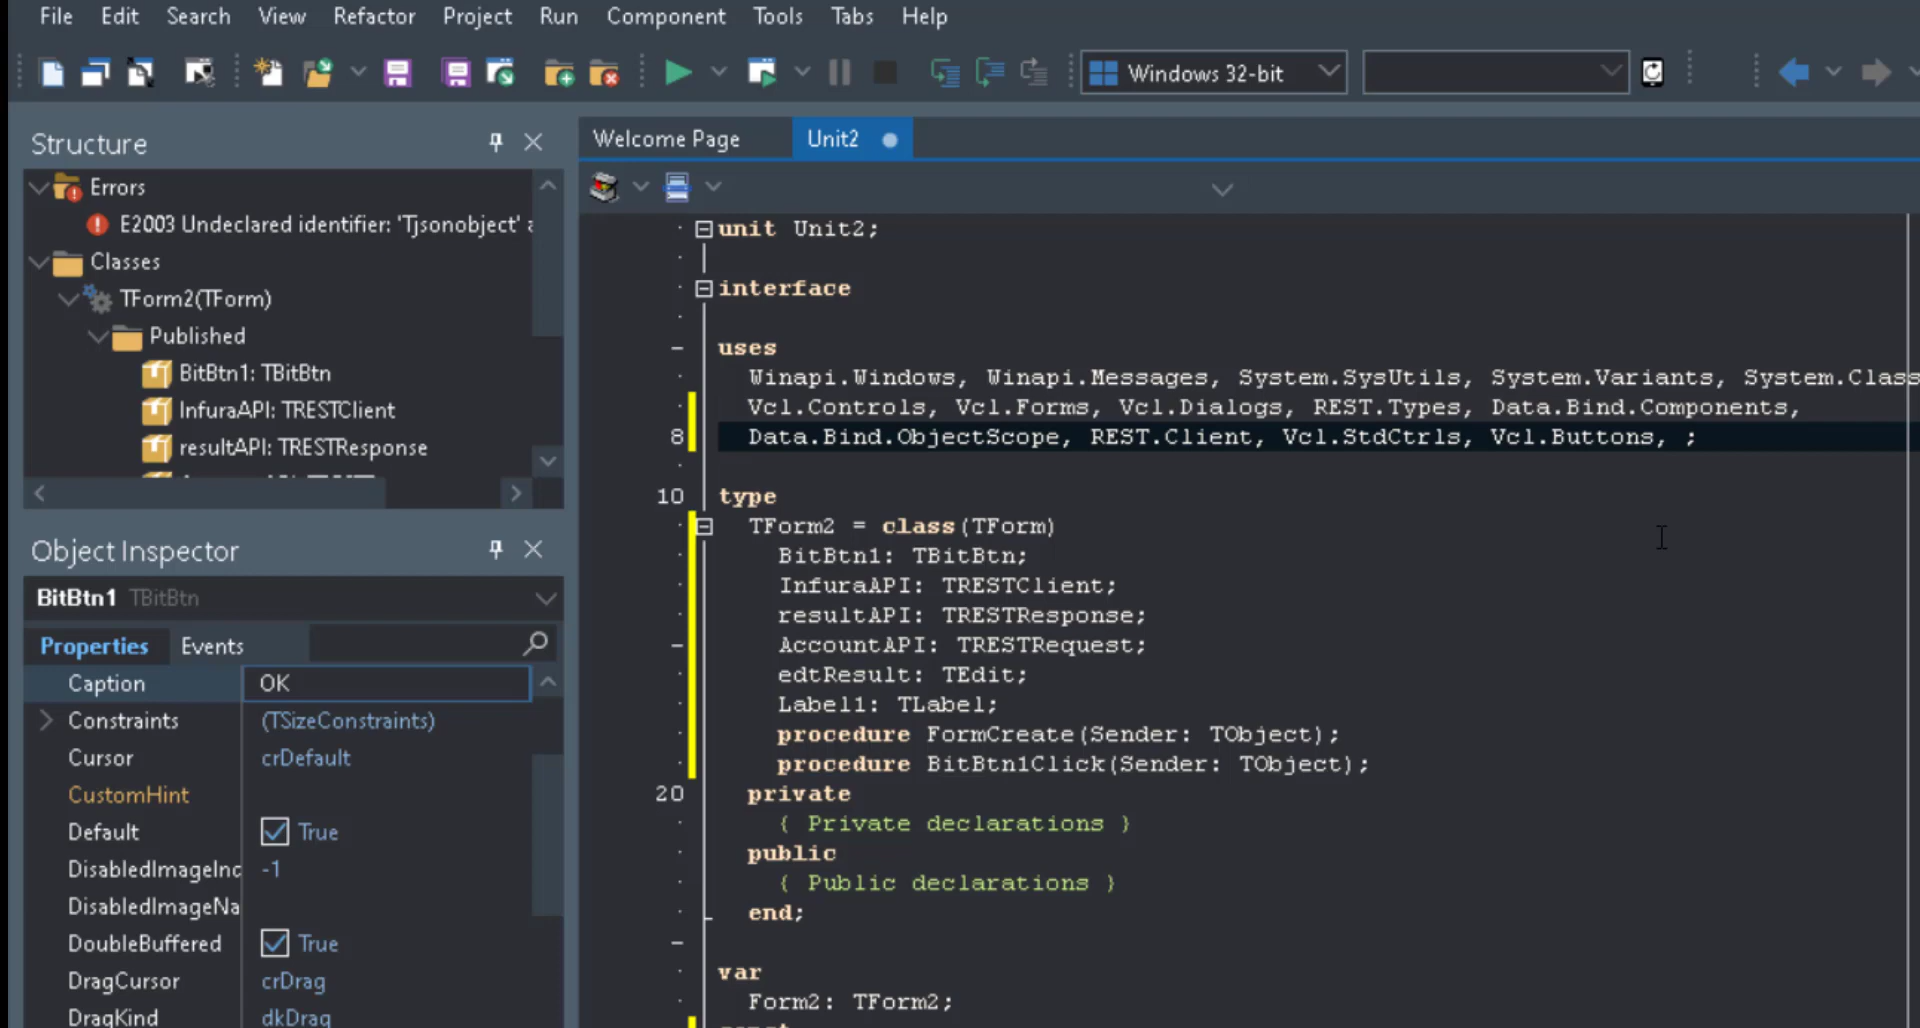 File Edit Search View Refactor Project Run Component Tools Tabs Help
Windows 32-bit
Structure
Errors
E2003 Undeclared identifier: 'Tjsonobject'
Classes
TForm2(TForm)
Published
BitBtn1: TBitBtn
InfuraAPI: TRESTClient
resultAPI: TRESTResponse
Object Inspector
BitBtn1 TBitBtn
Properties Events
Caption OK
Constraints (TSizeConstraints)
Cursor crDefault
CustomHint
Default True
DisabledImageInd -1
DisabledImageNa
DoubleBuffered True
DragCursor crDrag
DragKind dkDrag
Welcome Page Unit2
unit Unit2;
interface
uses
Winapi.Windows, Winapi.Messages, System.SysUtils, System.Variants, System.Class
Vcl.Controls, Vcl.Forms, Vcl.Dialogs, REST.Types, Data.Bind.Components,
8 Data.Bind.ObjectScope, REST.Client, Vcl.StdCtrls, Vcl.Buttons, ;
10 type
TForm2 = class(TForm)
BitBtn1: TBitBtn;
InfuraAPI: TRESTClient;
resultAPI: TRESTResponse;
AccountAPI: TRESTRequest;
edtResult: TEdit;
Label1: TLabel;
procedure FormCreate(Sender: TObject);
procedure BitBtn1Click(Sender: TObject);
20 private
{ Private declarations }
public
{ Public declarations }
end;
var
Form2: TForm2;